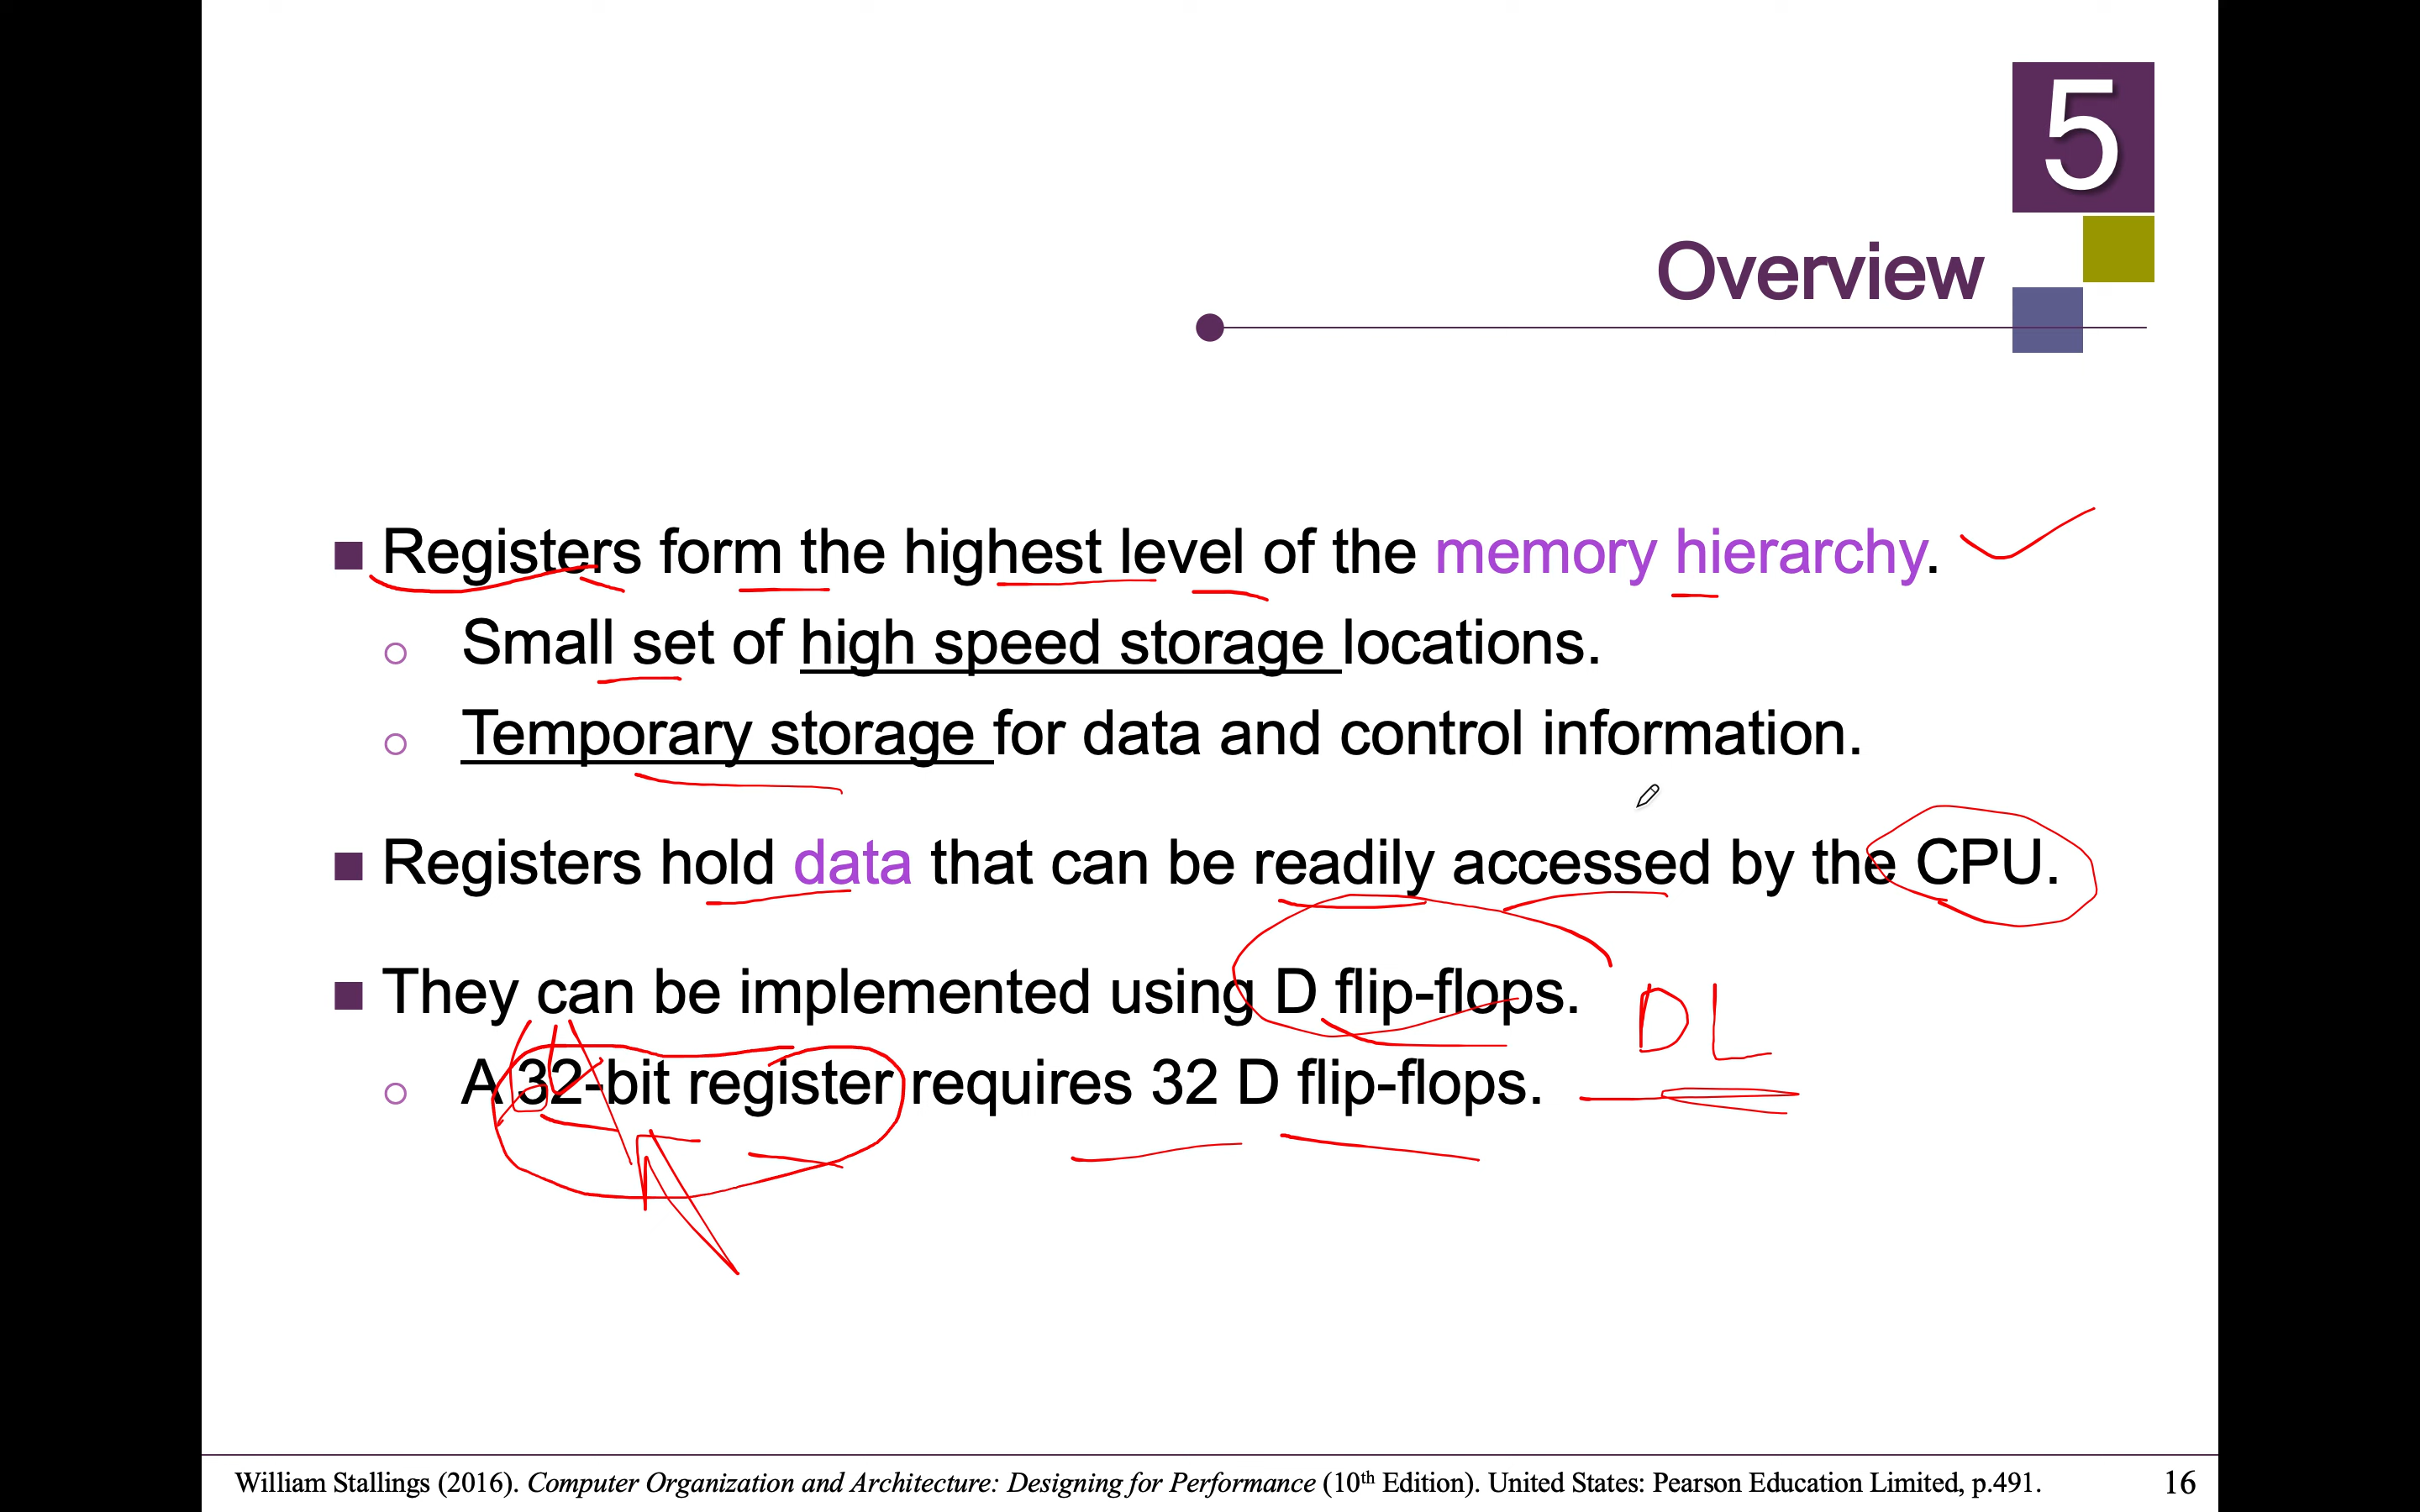 5
Overview
Registers form the highest level of the memory hierarchy.
Small set of high speed storage locations.
Temporary storage for data and control information.
Registers hold data that can be readily accessed by the CPU.
They can be implemented using D flip-flops.
DL
A 32-bit register requires 32 D flip-flops.
William Stallings (2016). Computer Organization and Architecture: Designing for Performance (10th Edition). United States: Pearson Education Limited, p.491.
16